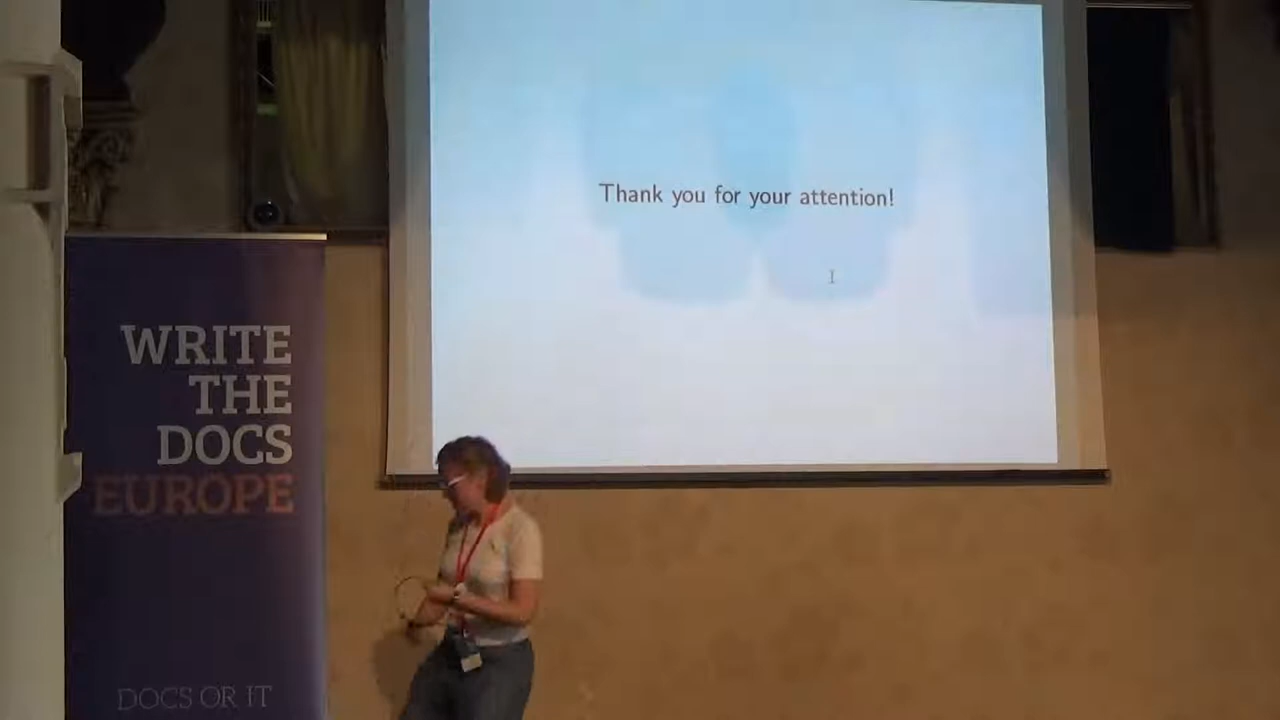 Thank you for your attention!
WRITE
THE
DOCS
EUROPE
DOCS OR IT